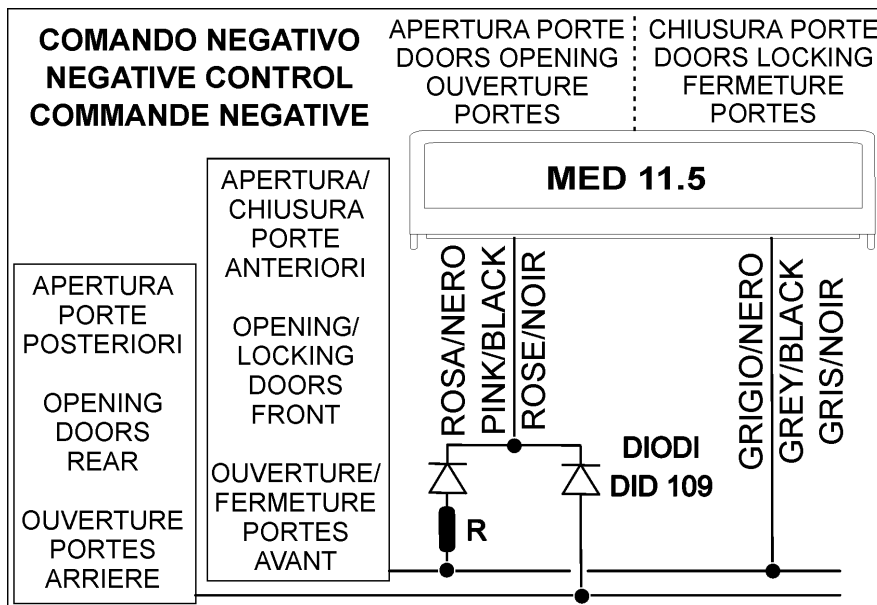 COMANDO NEGATIVO
NEGATIVE CONTROL
COMMANDE NEGATIVE
APERTURA PORTE
DOORS OPENING
OUVERTURE
PORTES
CHIUSURA PORTE
DOORS LOCKING
FERMETURE
PORTES
MED 11.5
APERTURA/
CHIUSURA
PORTE
ANTERIORI
OPENING/
LOCKING
DOORS
FRONT
OUVERTURE/
FERMETURE
PORTES
AVANT
APERTURA
PORTE
POSTERIORI
OPENING
DOORS
REAR
OUVERTURE
PORTES
ARRIERE
ROSA/NERO
PINK/BLACK
ROSE/NOIR
GRIGIO/NERO
GREY/BLACK
GRIS/NOIR
DIODI
DID 109
R